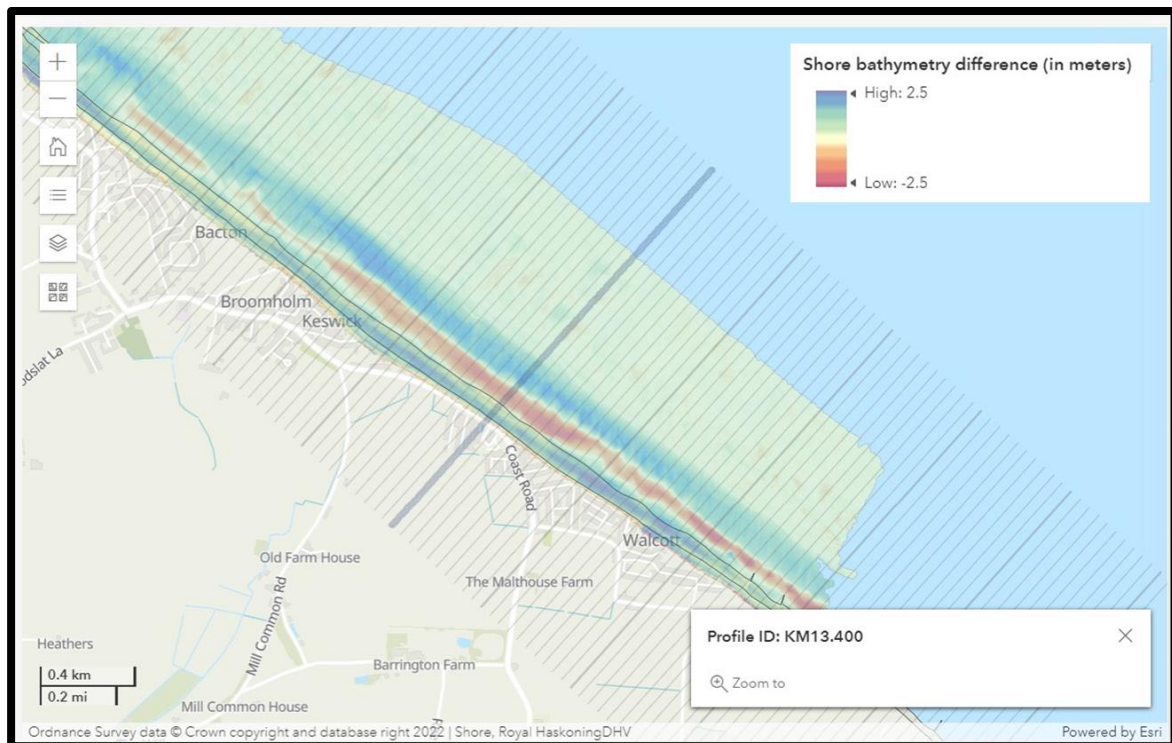 +
−
Shore bathymetry difference (in meters)
High: 2.5
Low: -2.5
Bacton
Broomholm
Keswick
odslat La
Coast Road
Walcott
Old Farm House
The Malthouse Farm
Mill Common Rd
Heathers
Barrington Farm
0.4 km
0.2 mi
Mill Common House
Profile ID: KM13.400
Zoom to
Ordnance Survey data © Crown copyright and database right 2022 | Shore, Royal HaskoningDHV
Powered by Esri